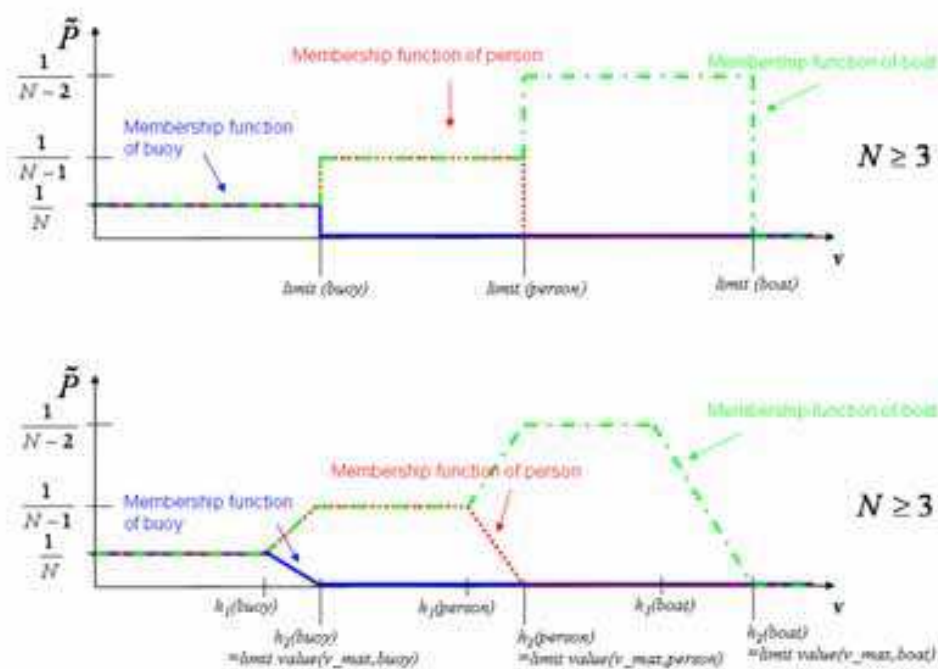 P̃
1
N − 2
1
N − 1
1
N
Membership function of person
Membership function of boat
Membership function
of buoy
N ≥ 3
v
limit (buoy)
limit (person)
limit (boat)
P̃
1
N − 2
1
N − 1
1
N
Membership function of boat
Membership function of person
Membership function
of buoy
N ≥ 3
v
h₁(buoy)
h₁(person)
h₁(boat)
h₂(buoy)
=limit value(v_mat,buoy)
h₂(person)
=limit value(v_mat,person)
h₂(boat)
=limit value(v_mat,boat)